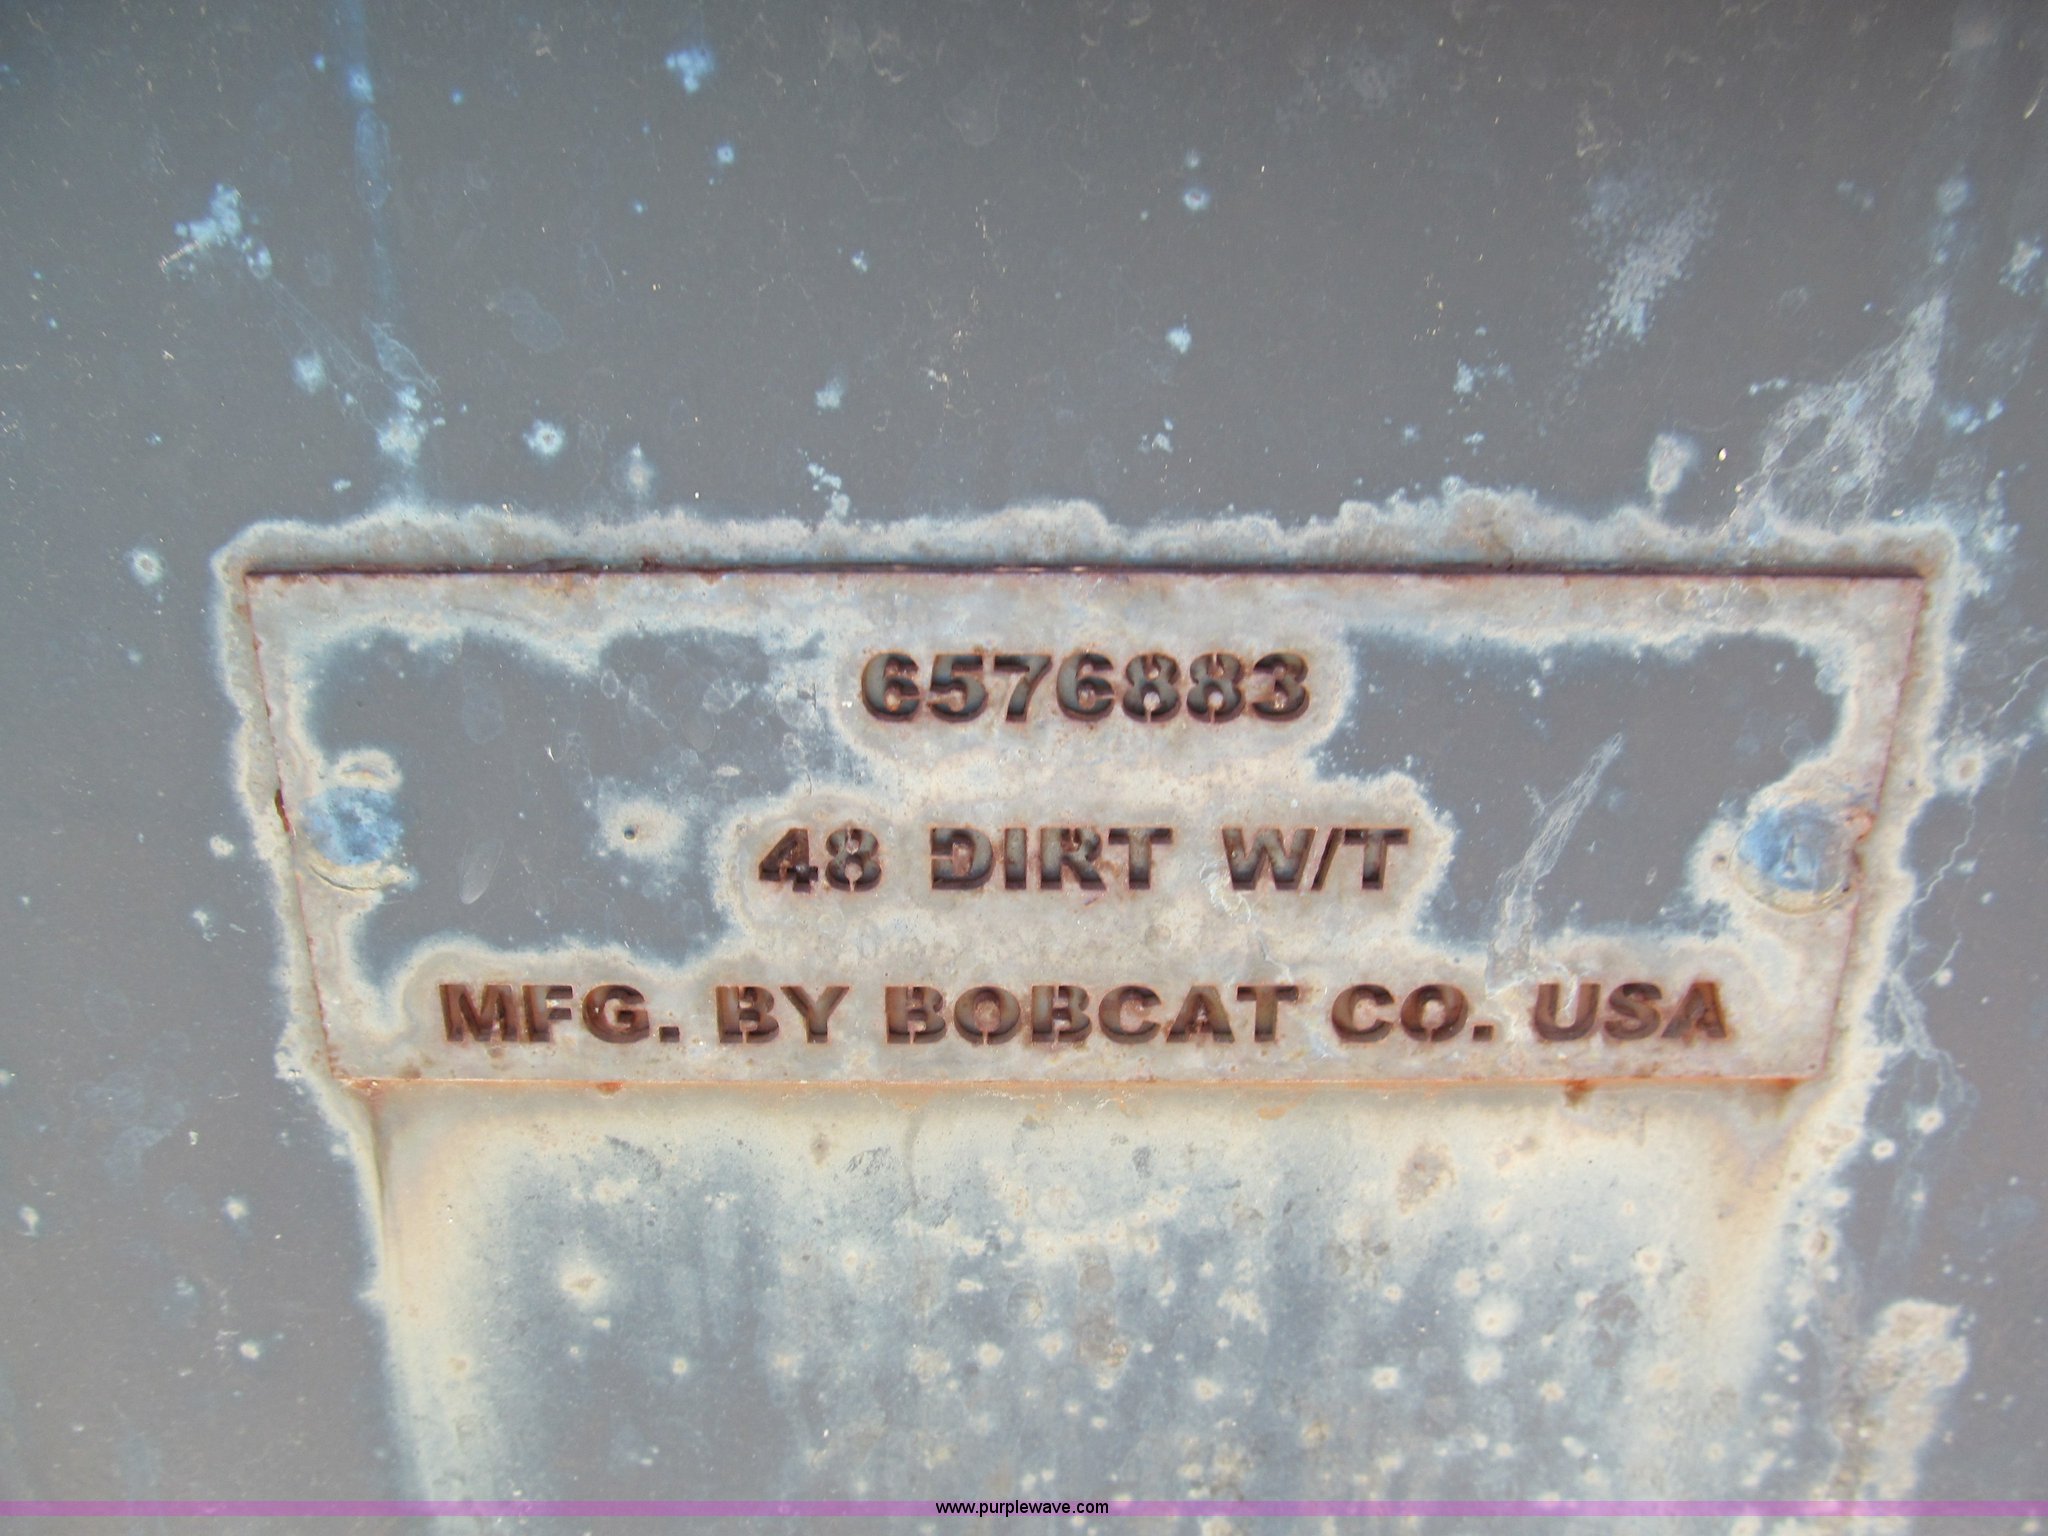 6576883
48 DIRT W/T
MFG. BY BOBCAT CO. USA
www.purplewave.com